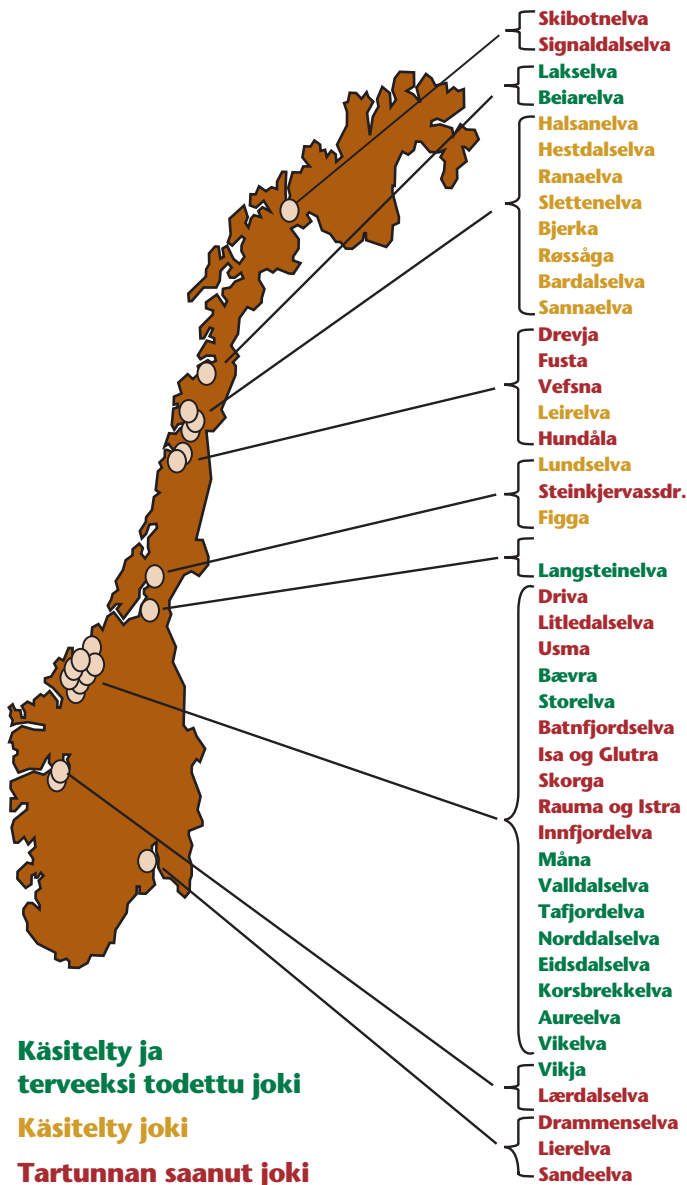 Skibotnelva
Signaldalselva
Lakselva
Beiarelva
Halsanelva
Hestdalselva
Ranaelva
Slettenelva
Bjerka
Røssåga
Bardalselva
Sannaelva
Drevja
Fusta
Vefsna
Leirelva
Hundåla
Lundselva
Steinkjervassdr.
Figga
Langsteinelva
Driva
Litledalselva
Usma
Bævra
Storelva
Batnfjordselva
Isa og Glutra
Skorga
Rauma og Istra
Innfjordelva
Måna
Valldalselva
Tafjordelva
Norddalselva
Eidsdalselva
Korsbrekkelva
Aureelva
Vikelva
Vikja
Lærdalselva
Drammenselva
Lierelva
Sandeelva
Käsitelty ja
terveeksi todettu joki
Käsitelty joki
Tartunnan saanut joki